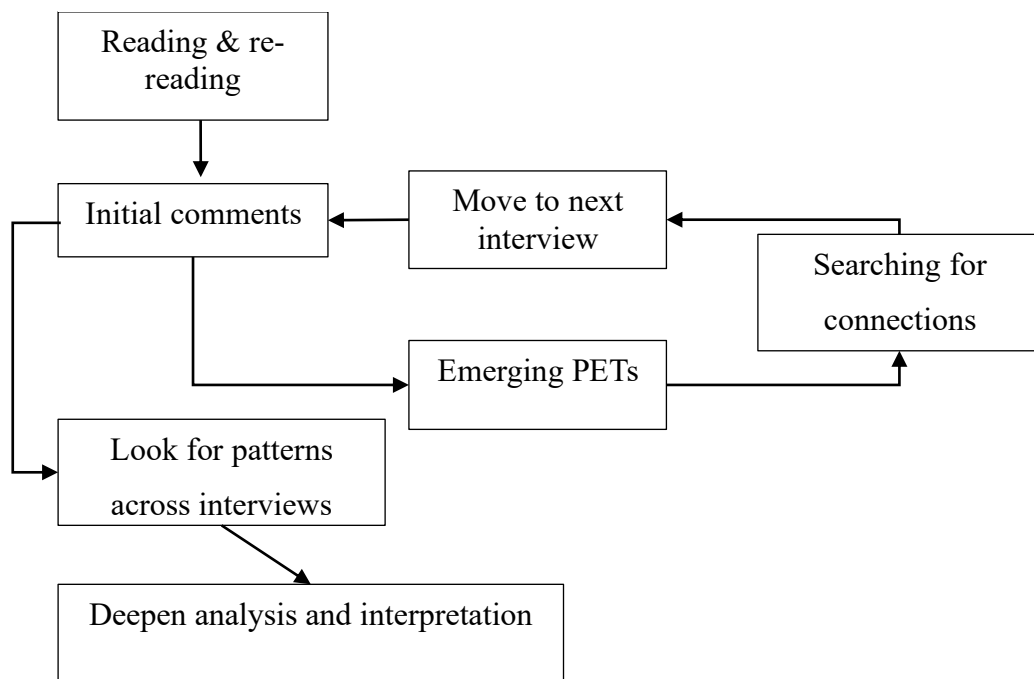 Reading & re-
reading
Initial comments
Move to next
interview
Searching for
connections
Emerging PETs
Look for patterns
across interviews
Deepen analysis and interpretation